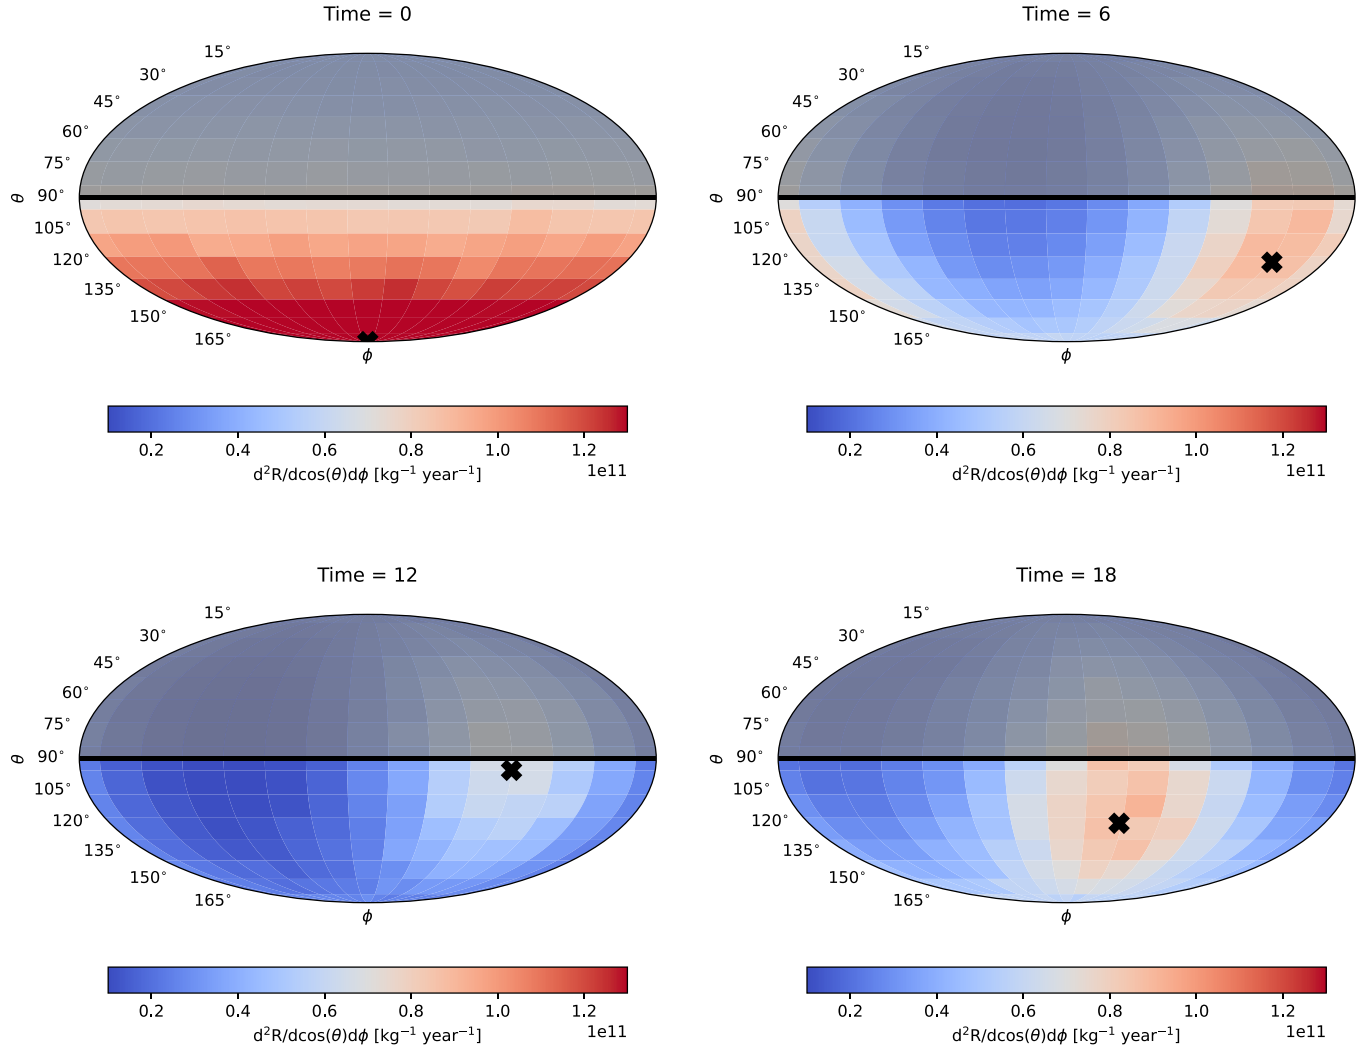 Time = 0
15°
30°
45°
60°
75°
θ 90°
105°
120°
135°
150°
165°
ϕ
0.2 0.4 0.6 0.8 1.0 1.2
1e11
d²R/dcos(θ)dϕ [kg⁻¹ year⁻¹]
Time = 6
15°
30°
45°
60°
75°
θ 90°
105°
120°
135°
150°
165°
ϕ
0.2 0.4 0.6 0.8 1.0 1.2
1e11
d²R/dcos(θ)dϕ [kg⁻¹ year⁻¹]
Time = 12
15°
30°
45°
60°
75°
θ 90°
105°
120°
135°
150°
165°
ϕ
0.2 0.4 0.6 0.8 1.0 1.2
1e11
d²R/dcos(θ)dϕ [kg⁻¹ year⁻¹]
Time = 18
15°
30°
45°
60°
75°
θ 90°
105°
120°
135°
150°
165°
ϕ
0.2 0.4 0.6 0.8 1.0 1.2
1e11
d²R/dcos(θ)dϕ [kg⁻¹ year⁻¹]